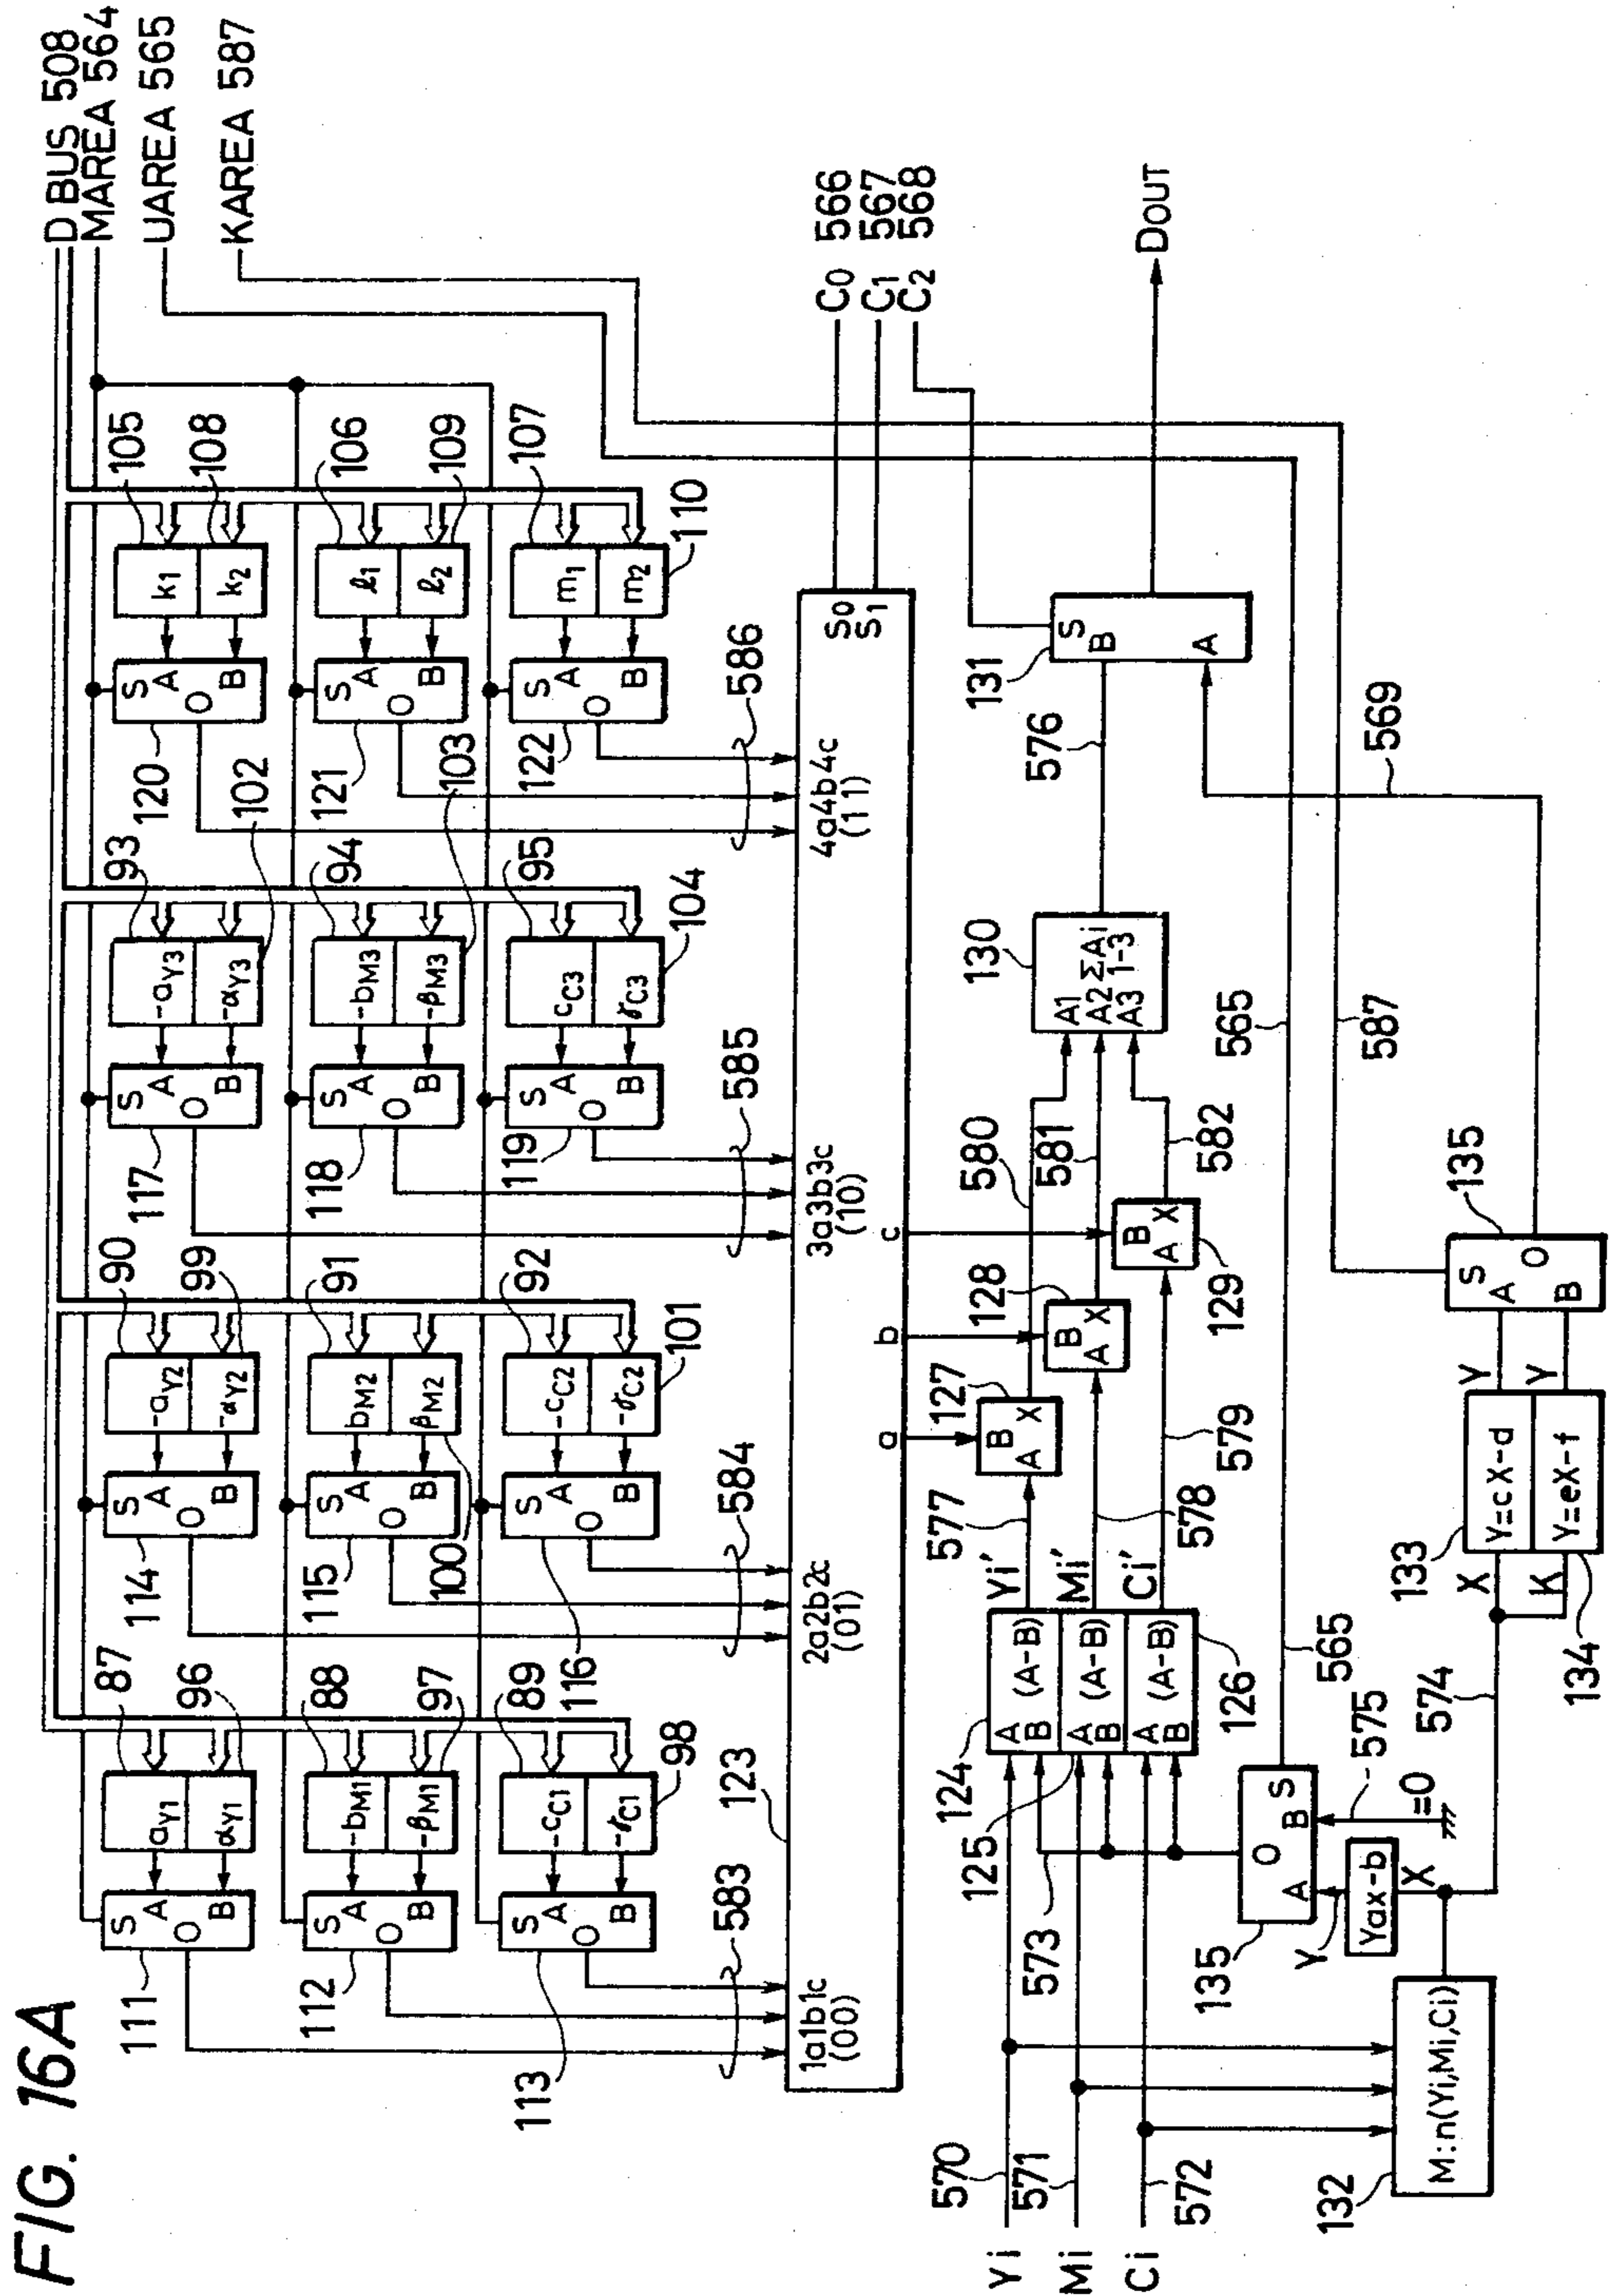 FIG. 16A
D BUS 508
MAREA 564
UAREA 565
KAREA 587
87
aY1
αY1
96
S
A
O
B
111
88
-bM1
-βM1
97
S
A
O
B
112
89
-cC1
-γC1
98
S
A
O
B
113
583
90
-aY2
-αY2
99
S
A
O
B
114
91
bM2
βM2
100
S
A
O
B
115
92
-cC2
-γC2
101
S
A
O
B
116
584
93
-aY3
-αY3
102
S
A
O
B
117
94
-bM3
-βM3
103
S
A
O
B
118
95
cC3
γC3
104
S
A
O
B
119
585
105
k1
k2
108
S
A
O
B
120
106
ℓ1
ℓ2
109
S
A
O
B
121
107
m1
m2
110
S
A
O
B
122
586
123
1a1b1c
(00)
2a2b2c
(01)
3a3b3c
(10)
4a4b4c
(11)
S0
S1
C0 566
C1 567
C2 568
a
b
c
Yi
570
Mi
571
Ci
572
124
A
B
(A-B)
125
A
B
(A-B)
A
B
(A-B)
126
573
Yi'
577
Mi'
578
Ci'
579
127
B
A
X
128
B
A
X
129
B
A
X
580
581
582
130
A1
A2
A3
ΣAi
1-3
576
131
S
B
A
DOUT
569
132
M:n(Yi,Mi,Ci)
135
O
S
A
B
Y
Yax-b
X
=0
575
565
565
574
133
X
Y=cX-d
Y
K
Y=eX-f
Y
134
135
S
A
O
B
587